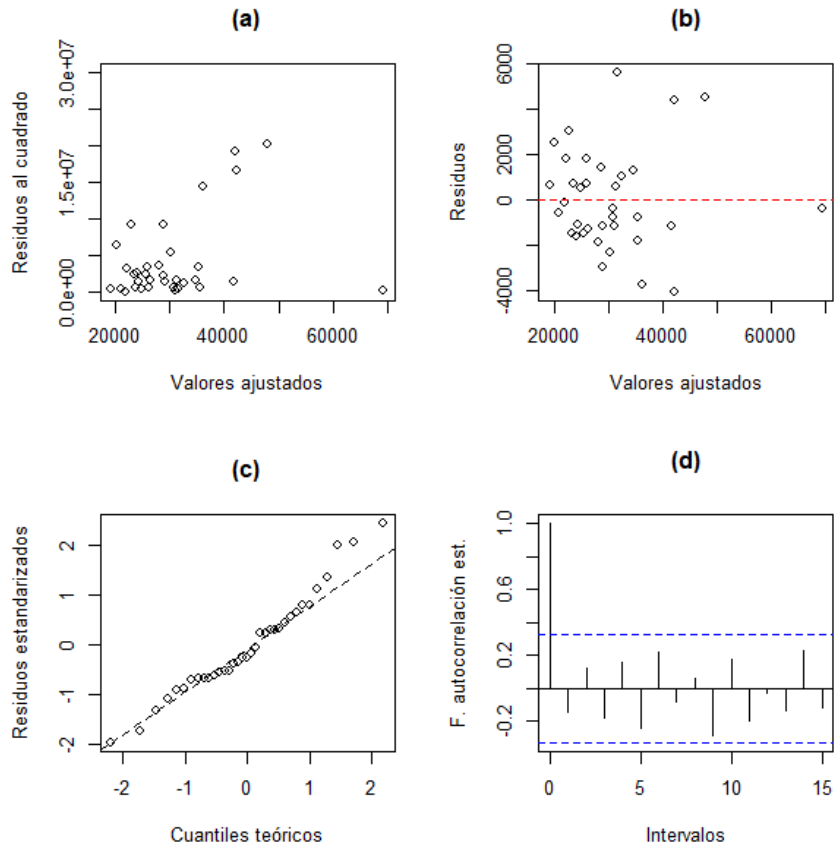 (a)
Residuos al cuadrado
0.0e+00 1.5e+07 3.0e+07
20000 40000 60000
Valores ajustados
(b)
Residuos
-4000 0 2000 6000
20000 40000 60000
Valores ajustados
(c)
Residuos estandarizados
-2 -1 0 1 2
-2 -1 0 1 2
Cuantiles teóricos
(d)
F. autocorrelación est.
-0.2 0.2 0.6 1.0
0 5 10 15
Intervalos